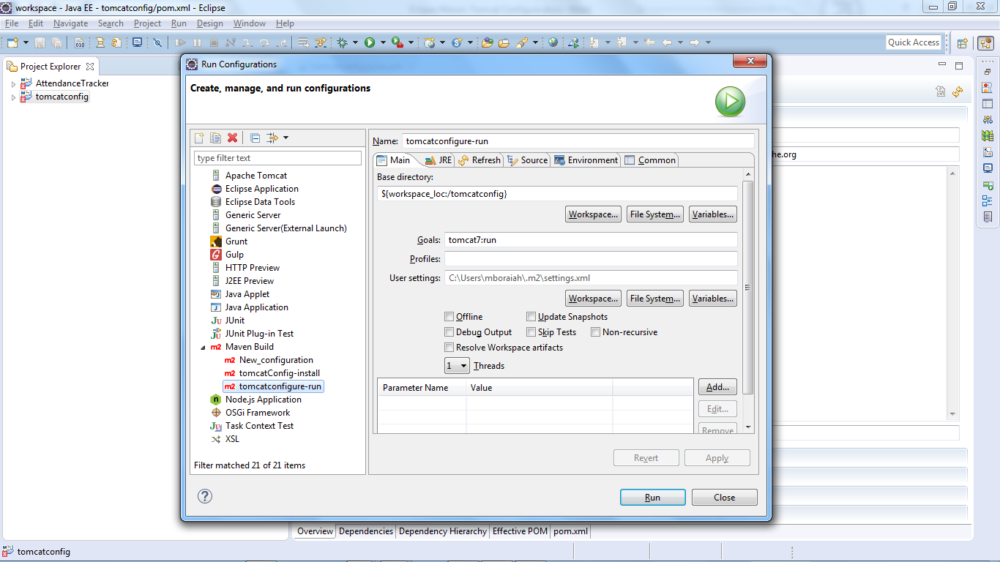 workspace - Java EE - tomcatconfig/pom.xml - Eclipse
File Edit Navigate Search Project Run Design Window Help
Quick Access
Project Explorer
AttendanceTracker
tomcatconfig
Run Configurations
Create, manage, and run configurations
type filter text
Apache Tomcat
Eclipse Application
Eclipse Data Tools
Generic Server
Generic Server(External Launch)
Grunt
Gulp
HTTP Preview
J2EE Preview
Java Applet
Java Application
JUnit
JUnit Plug-in Test
Maven Build
New_configuration
tomcatConfig-install
tomcatconfigure-run
Node.js Application
OSGi Framework
Task Context Test
XSL
Filter matched 21 of 21 items
Name: tomcatconfigure-run
Main JRE Refresh Source Environment Common
Base directory:
${workspace_loc:/tomcatconfig}
Workspace... File System... Variables...
Goals: tomcat7:run
Profiles:
User settings: C:\Users\mboraiah\.m2\settings.xml
Workspace... File System... Variables...
Offline Update Snapshots
Debug Output Skip Tests Non-recursive
Resolve Workspace artifacts
1 Threads
Parameter Name Value
Add...
Edit...
Remove
Revert Apply
Run Close
he.org
Overview Dependencies Dependency Hierarchy Effective POM pom.xml
tomcatconfig